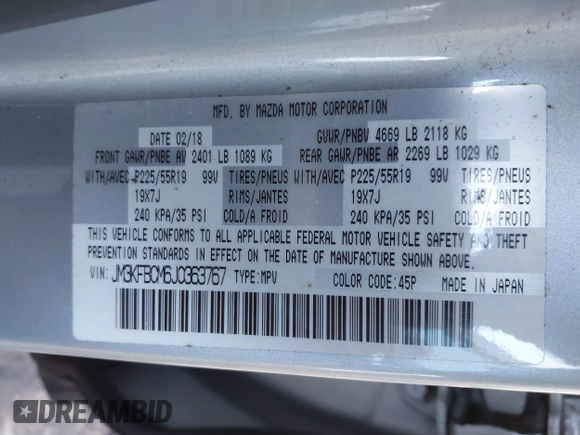 MFD. BY MAZDA MOTOR CORPORATION
DATE 02/18 GVWR/PNBV 4669 LB 2118 KG
FRONT GAWR/PNBE AV 2401 LB 1089 KG REAR GAWR/PNBE AR 2269 LB 1029 KG
WITH/AVEC P225/55R19 99V TIRES/PNEUS WITH/AVEC P225/55R19 99V TIRES/PNEUS
19X7J RIMS/JANTES 19X7J RIMS/JANTES
240 KPA/35 PSI COLD/A FROID 240 KPA/35 PSI COLD/A FROID
THIS VEHICLE CONFORMS TO ALL APPLICABLE FEDERAL MOTOR VEHICLE SAFETY AND THEFT
PREVENTION STANDARDS IN EFFECT ON THE DATE OF MANUFACTURE SHOWN ABOVE.
VIN: JM3KFBCM6J0363767 TYPE:MPV COLOR CODE:45P MADE IN JAPAN
DREAMBID